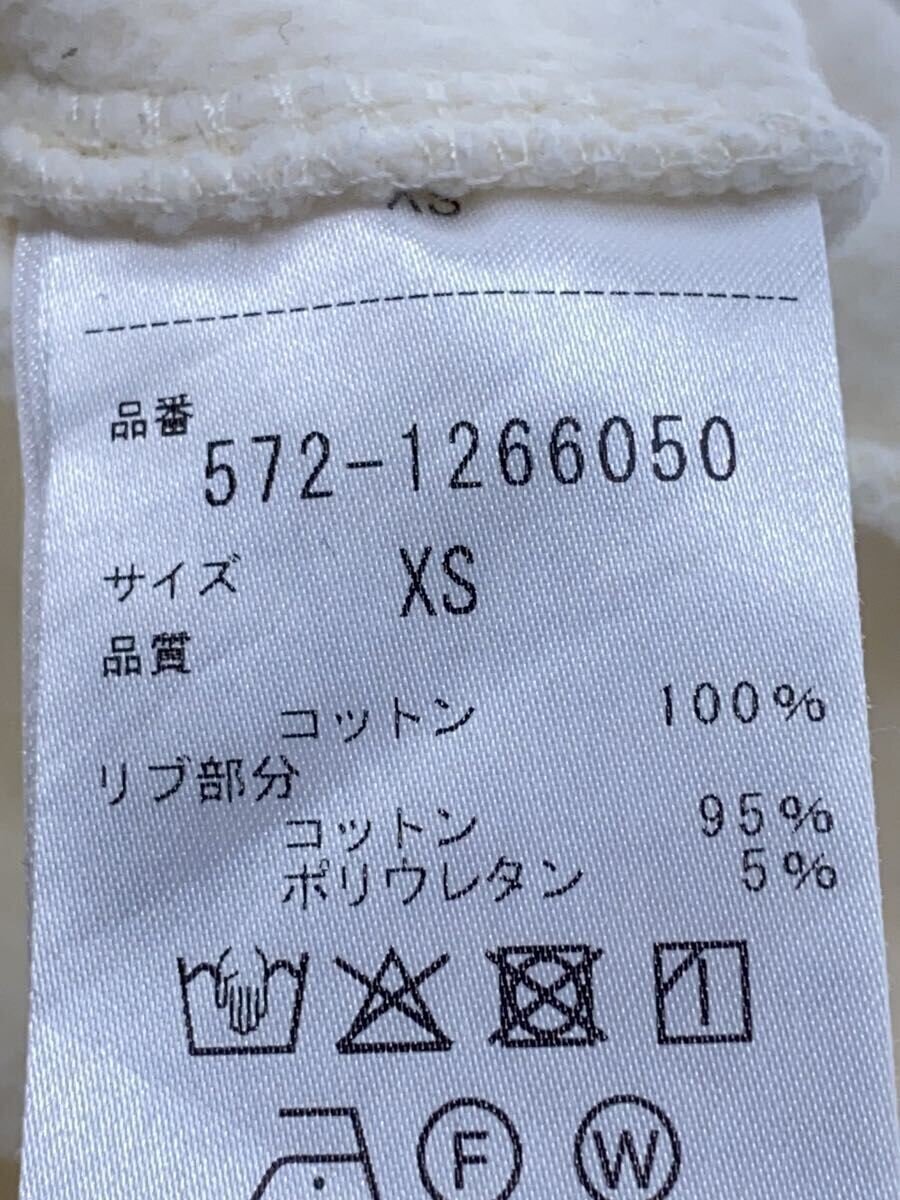 XS
品番
572-1266050
サイズ XS
品質
コットン 100%
リブ部分
コットン 95%
ポリウレタン 5%
F W